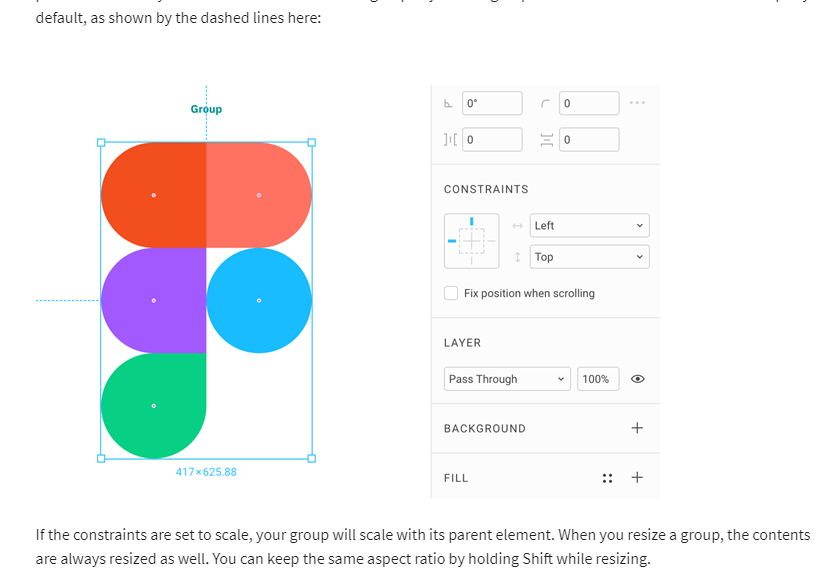 default, as shown by the dashed lines here:
Group
0°
0
0
0
CONSTRAINTS
Left
Top
Fix position when scrolling
LAYER
Pass Through
100%
BACKGROUND
FILL
417×625.88
If the constraints are set to scale, your group will scale with its parent element. When you resize a group, the contents
are always resized as well. You can keep the same aspect ratio by holding Shift while resizing.